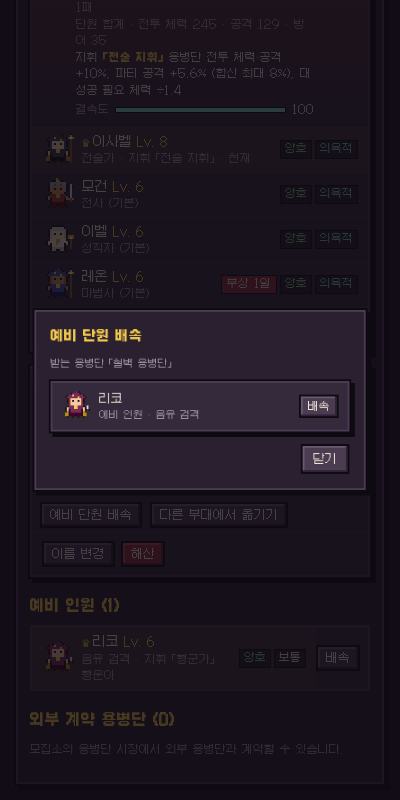 1패
단원 합계 · 전투 체력 245 · 공격 129 · 방
어 35
지휘 「전술 지휘」 용병단 전투 체력 공격
+10%, 파티 공격 +5.6% (합산 최대 8%), 대
성공 필요 체력 -1.4
결속도 100
이사벨 Lv. 8
전술가 · 지휘 「전술 지휘」 · 천재
양호 의욕적
모건 Lv. 6
전사 (기본)
양호 의욕적
이벨 Lv. 6
성직자 (기본)
양호 의욕적
레온 Lv. 6
마법사 (기본)
부상 1일 양호 의욕적
예비 단원 배속
받는 용병단 「혈벽 용병단」
리코
예비 인원 · 음유 검격
배속
닫기
예비 단원 배속 다른 부대에서 옮기기
이름 변경 해산
예비 인원 (1)
리코 Lv. 6
음유 검격 · 지휘 「행군가」
행운아
양호 보통 배속
외부 계약 용병단 (0)
모집소의 용병단 시장에서 외부 용병단과 계약할 수 있습니다.